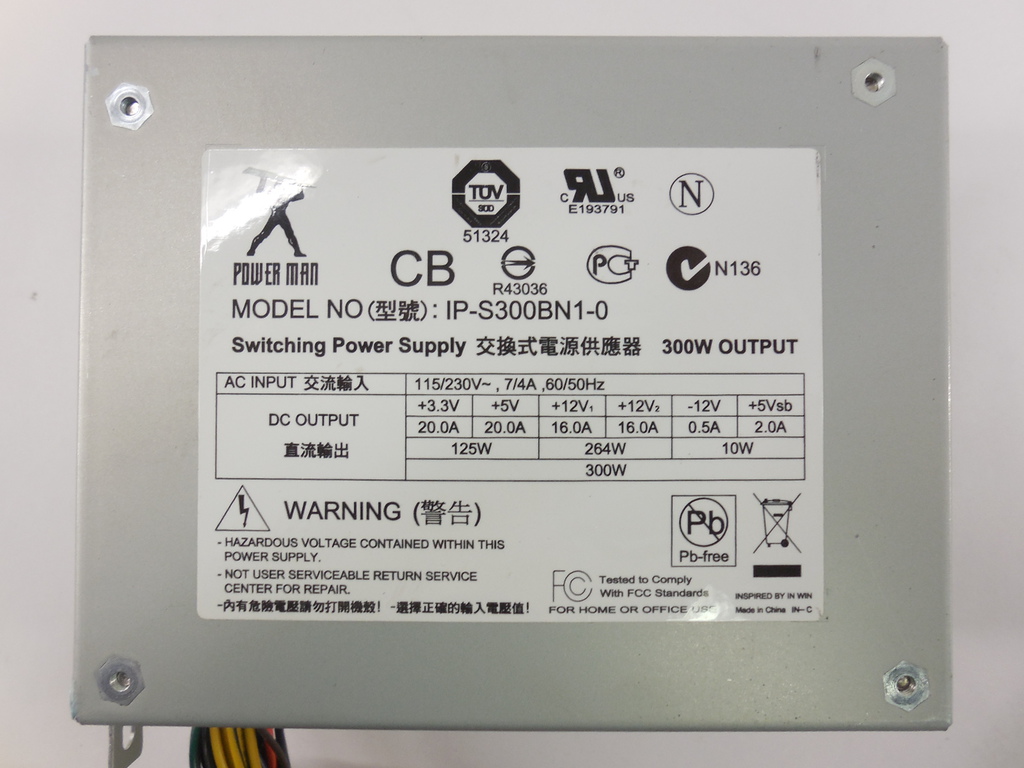 TÜV
SÜD
51324
C RU ® US
E193791
N
POWER MAN
CB
R43036
PCT
N136
MODEL NO(型號): IP-S300BN1-0
Switching Power Supply 交換式電源供應器 300W OUTPUT
AC INPUT 交流輸入 115/230V~ , 7/4A ,60/50Hz
DC OUTPUT
直流輸出
+3.3V +5V +12V₁ +12V₂ -12V +5Vsb
20.0A 20.0A 16.0A 16.0A 0.5A 2.0A
125W 264W 10W
300W
WARNING (警告)
- HAZARDOUS VOLTAGE CONTAINED WITHIN THIS
POWER SUPPLY.
- NOT USER SERVICEABLE RETURN SERVICE
CENTER FOR REPAIR.
-內有危險電壓請勿打開機殼! -選擇正確的輸入電壓值!
Pb
Pb-free
FC Tested to Comply
With FCC Standards
FOR HOME OR OFFICE USE
INSPIRED BY IN WIN
Made in China IN-C